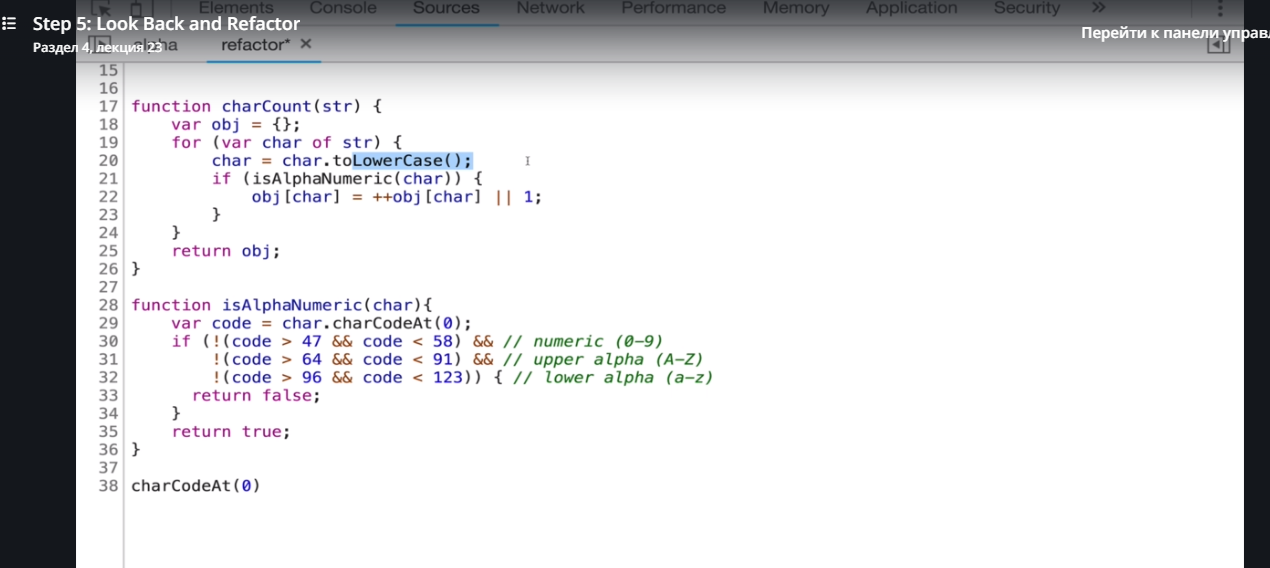 Elements Console Sources Network Performance Memory Application Security »
Step 5: Look Back and Refactor
Раздел 4, лекция 23
refactor* ×
15
16
17 function charCount(str) {
18 var obj = {};
19 for (var char of str) {
20 char = char.toLowerCase();
21 if (isAlphaNumeric(char)) {
22 obj[char] = ++obj[char] || 1;
23 }
24 }
25 return obj;
26 }
27
28 function isAlphaNumeric(char){
29 var code = char.charCodeAt(0);
30 if (!(code > 47 && code < 58) && // numeric (0–9)
31 !(code > 64 && code < 91) && // upper alpha (A–Z)
32 !(code > 96 && code < 123)) { // lower alpha (a–z)
33 return false;
34 }
35 return true;
36 }
37
38 charCodeAt(0)
Перейти к панели управл